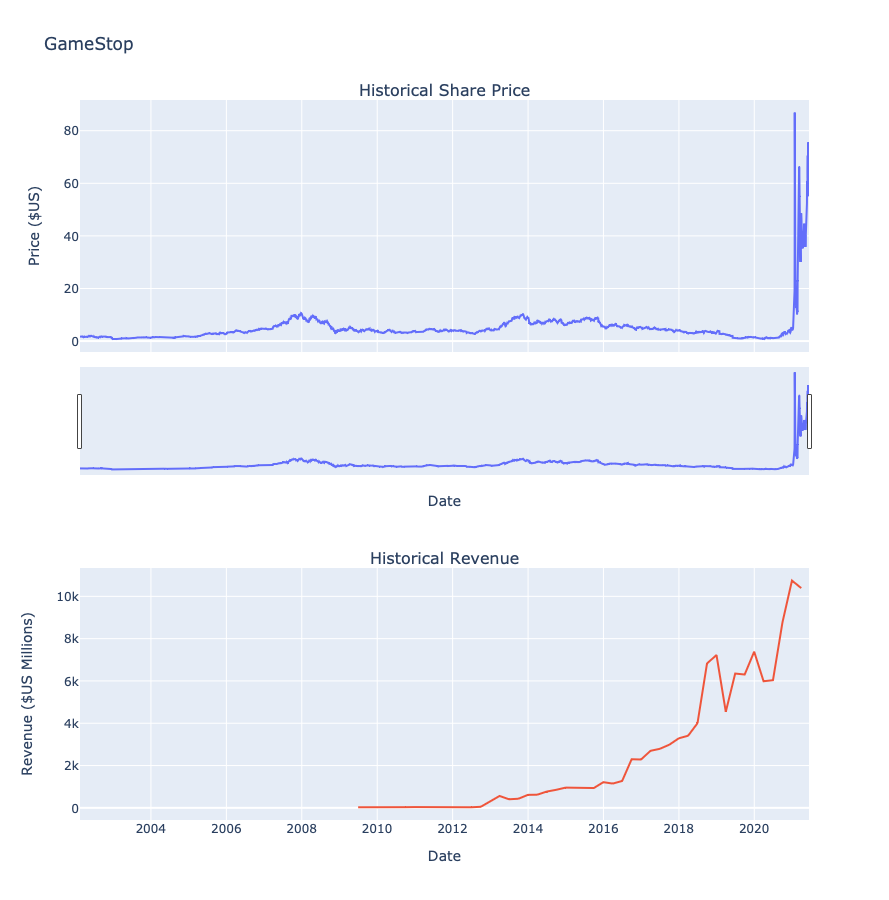 GameStop
Historical Share Price
80
60
40
20
0
Price ($US)
Date
Historical Revenue
10k
8k
6k
4k
2k
0
Revenue ($US Millions)
2004 2006 2008 2010 2012 2014 2016 2018 2020
Date